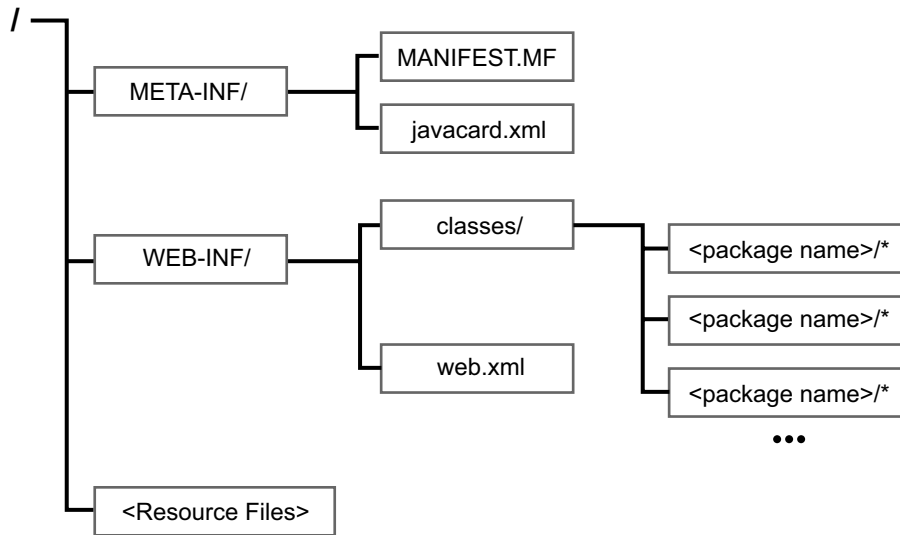 /
META-INF/
MANIFEST.MF
javacard.xml
WEB-INF/
classes/
<package name>/*
<package name>/*
<package name>/*
•••
web.xml
<Resource Files>